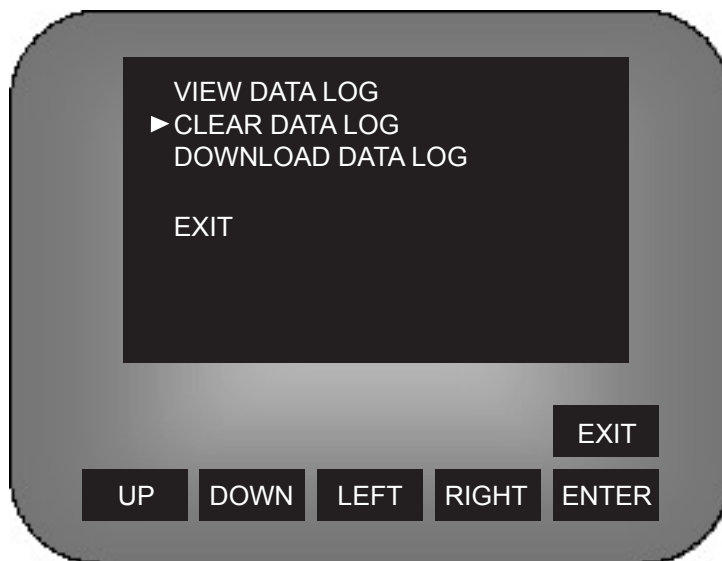 VIEW DATA LOG
CLEAR DATA LOG
DOWNLOAD DATA LOG
EXIT
EXIT
UP DOWN LEFT RIGHT ENTER